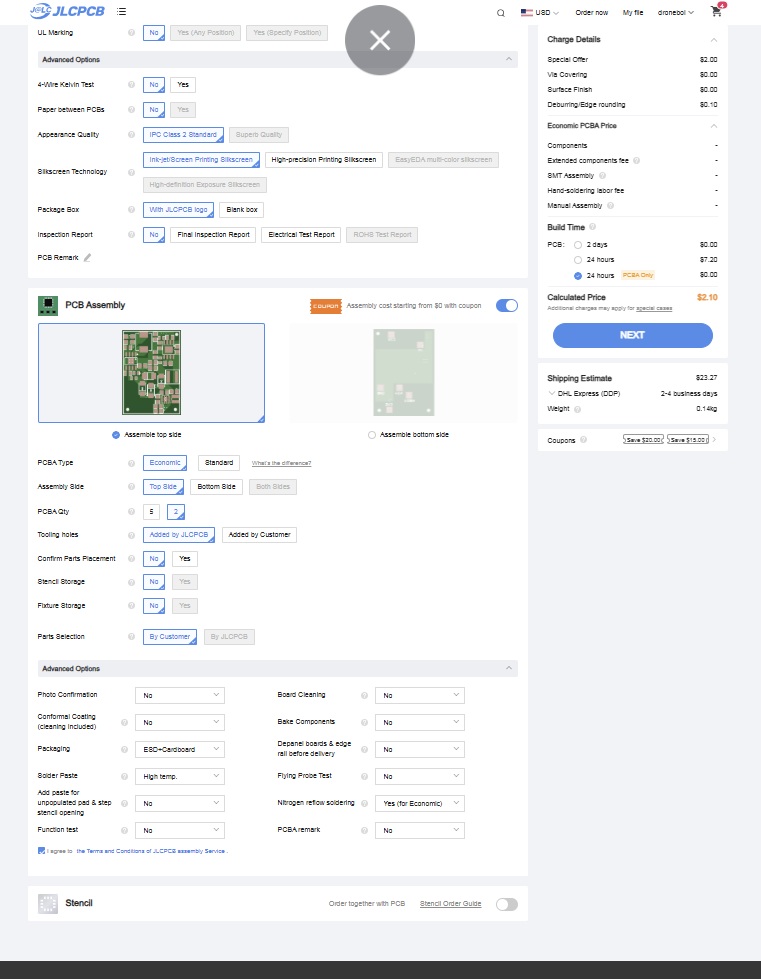 J@LC JLCPCB
USD
Order now
My file
dronebol
4
UL Marking No Yes (Any Position) Yes (Specify Position)
Advanced Options
4-Wire Kelvin Test No Yes
Paper between PCBs No Yes
Appearance Quality IPC Class 2 Standard Superb Quality
Silkscreen Technology Ink-jet/Screen Printing Silkscreen High-precision Printing Silkscreen EasyEDA multi-color silkscreen
High-definition Exposure Silkscreen
Package Box With JLCPCB logo Blank box
Inspection Report No Final Inspection Report Electrical Test Report ROHS Test Report
PCB Remark
PCB Assembly COUPON Assembly cost starting from $0 with coupon
Assemble top side Assemble bottom side
PCBA Type Economic Standard What's the difference?
Assembly Side Top Side Bottom Side Both Sides
PCBA Qty 5 2
Tooling holes Added by JLCPCB Added by Customer
Confirm Parts Placement No Yes
Stencil Storage No Yes
Fixture Storage No Yes
Parts Selection By Customer By JLCPCB
Advanced Options
Photo Confirmation No Board Cleaning No
Conformal Coating
(cleaning included) No Bake Components No
Packaging ESD+Cardboard Depanel boards & edge
rail before delivery No
Solder Paste High temp. Flying Probe Test No
Add paste for
unpopulated pad & step
stencil opening No Nitrogen reflow soldering Yes (for Economic)
Function test No PCBA remark No
I agree to the Terms and Conditions of JLCPCB assembly Service .
Stencil Order together with PCB Stencil Order Guide
Charge Details
Special Offer $2.00
Via Covering $0.00
Surface Finish $0.00
Deburring/Edge rounding $0.10
Economic PCBA Price
Components -
Extended components fee -
SMT Assembly -
Hand-soldering labor fee -
Manual Assembly -
Build Time
PCB: 2 days $0.00
24 hours $7.20
24 hours PCBA Only $0.00
Calculated Price $2.10
Additional charges may apply for special cases
NEXT
Shipping Estimate $23.27
DHL Express (DDP) 2-4 business days
Weight 0.14kg
Coupons Save $20.00 Save $15.00